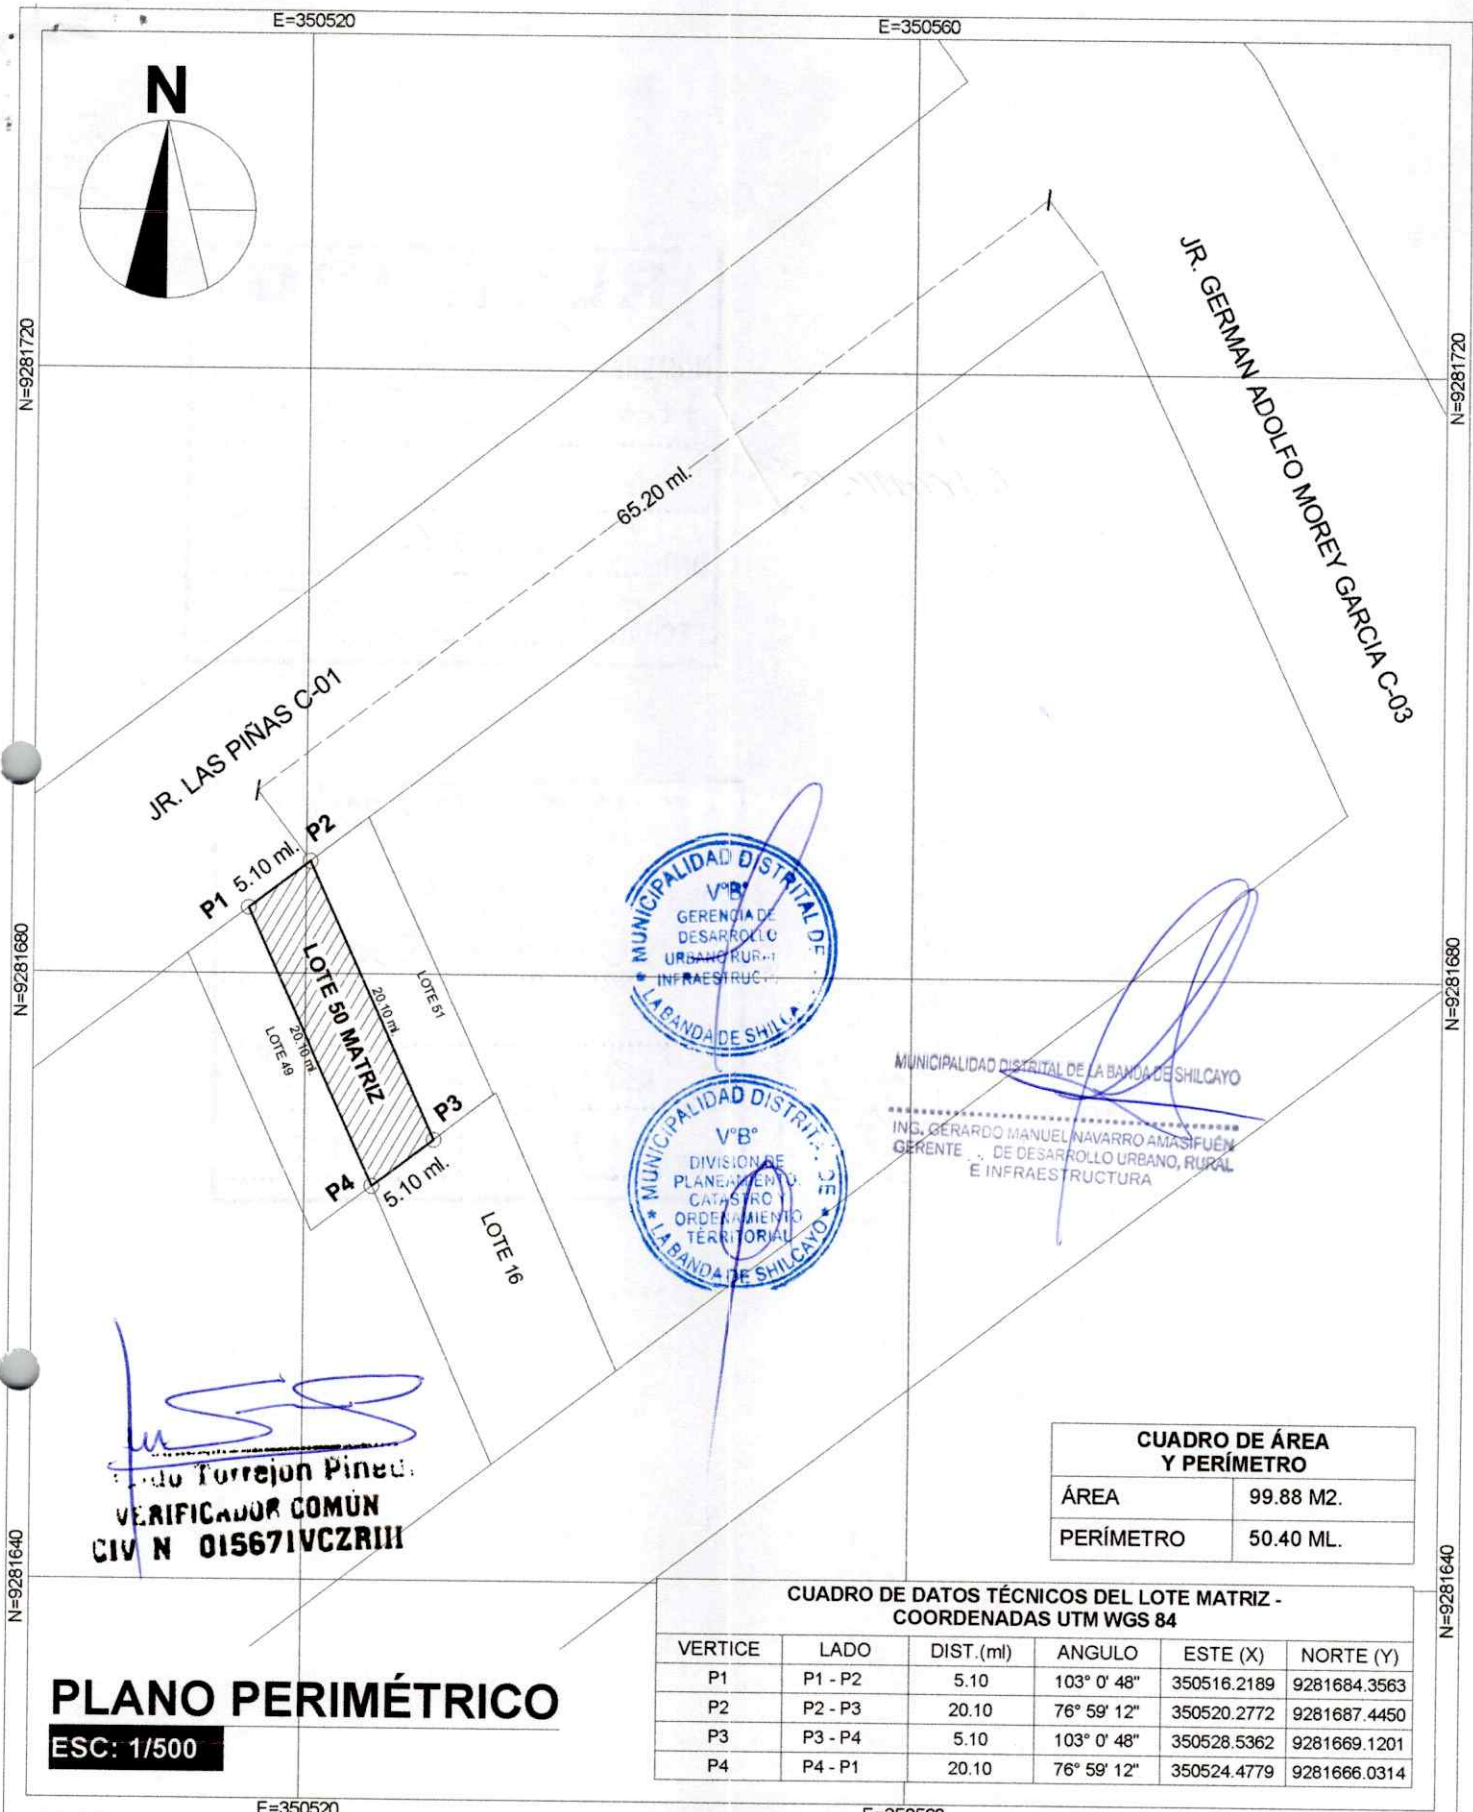 E=350520
E=350560
N
N=9281720
N=9281720
JR. GERMAN ADOLFO MOREY GARCIA C-03
65.20 ml.
JR. LAS PIÑAS C-01
P2
5.10 ml.
P1
LOTE 50 MATRIZ
20.10 ml.
LOTE 51
20.10 ml.
LOTE 49
P3
P4
5.10 ml.
LOTE 16
N=9281680
N=9281680
MUNICIPALIDAD DISTRITAL DE
V°B°
GERENCIA DE
DESARROLLO
URBANO
LA BANDA DE
MUNICIPALIDAD DISTRITAL DE
V°B°
DIVISION DE
PLANEAMIENTO,
CATASTRO Y
ORDENAMIENTO
TERRITORIAL
LA BANDA DE SHILCAYO
MUNICIPALIDAD DISTRITAL DE LA BANDA DE SHILCAYO
ING. GERARDO MANUEL NAVARRO AMASIFUÉN
GERENTE DE DESARROLLO URBANO, RURAL
E INFRAESTRUCTURA
Torrejon
VERIFICADOR COMÚN
CIV N 015671VCZRIII
N=9281640
N=9281640
CUADRO DE ÁREA
Y PERÍMETRO
ÁREA 99.88 M2.
PERÍMETRO 50.40 ML.
CUADRO DE DATOS TÉCNICOS DEL LOTE MATRIZ -
COORDENADAS UTM WGS 84
VERTICE LADO DIST.(ml) ANGULO ESTE (X) NORTE (Y)
P1 P1 - P2 5.10 103° 0' 48" 350516.2189 9281684.3563
P2 P2 - P3 20.10 76° 59' 12" 350520.2772 9281687.4450
P3 P3 - P4 5.10 103° 0' 48" 350528.5362 9281669.1201
P4 P4 - P1 20.10 76° 59' 12" 350524.4779 9281666.0314
PLANO PERIMÉTRICO
ESC: 1/500
E=350520